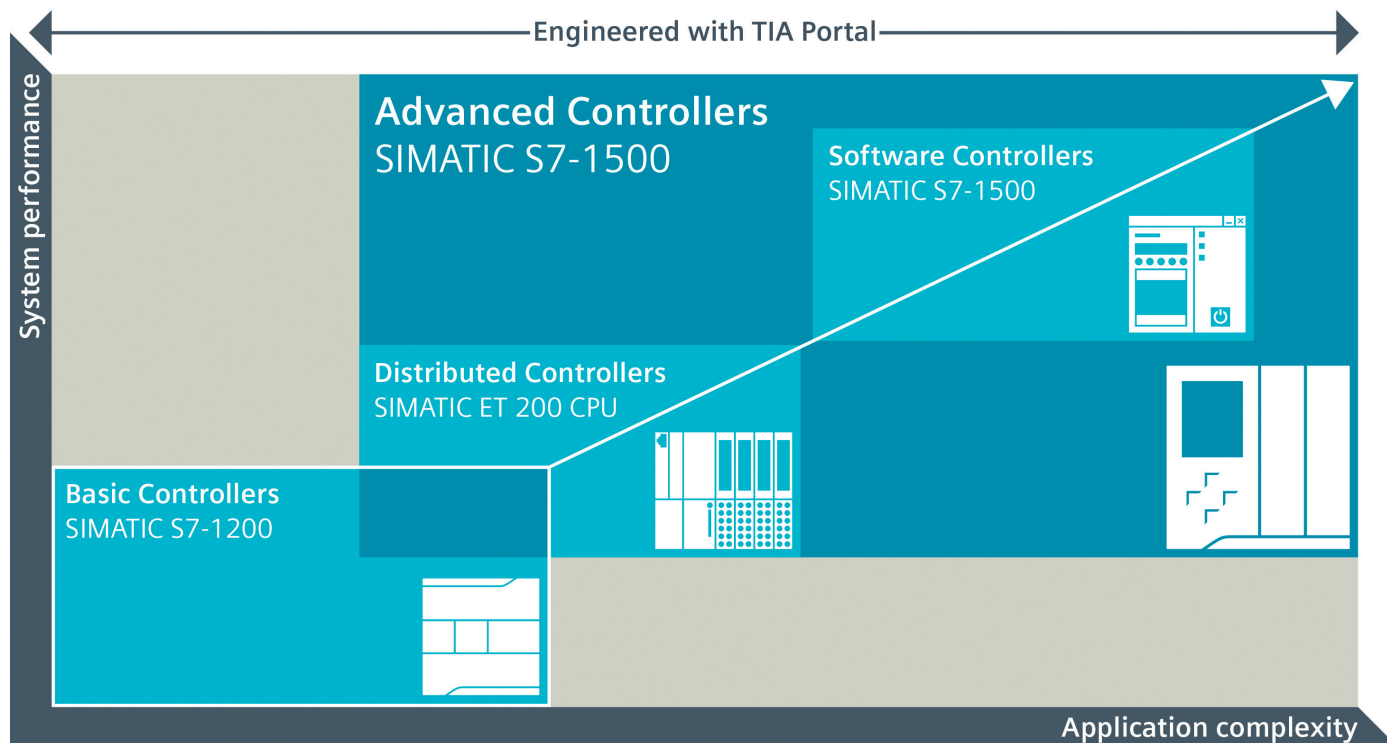 Engineered with TIA Portal
System performance
Advanced Controllers
SIMATIC S7-1500
Software Controllers
SIMATIC S7-1500
Distributed Controllers
SIMATIC ET 200 CPU
Basic Controllers
SIMATIC S7-1200
Application complexity